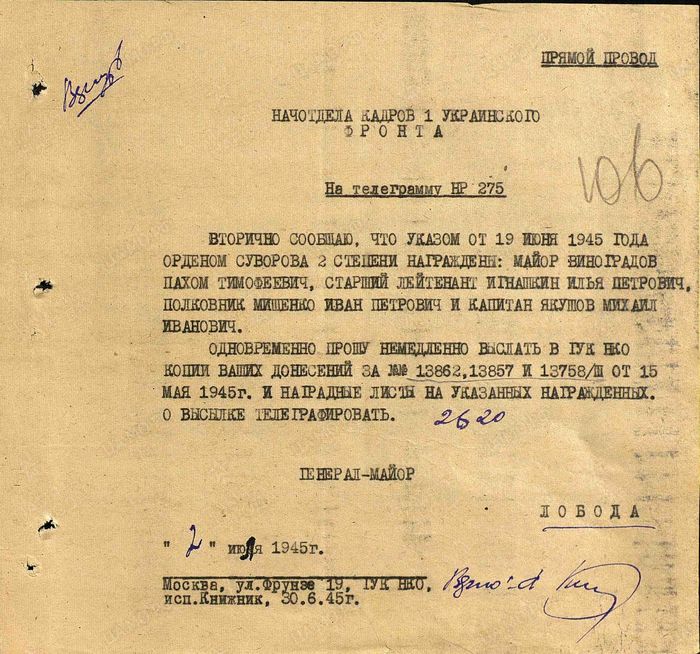 ПРЯМОЙ ПРОВОД
НАЧОТДЕЛА КАДРОВ 1 УКРАИНСКОГО
ФРОНТА
106
На телеграмму НР 275
ВТОРИЧНО СООБЩАЮ, ЧТО УКАЗОМ ОТ 19 ИЮНЯ 1945 ГОДА
ОРДЕНОМ СУВОРОВА 2 СТЕПЕНИ НАГРАЖДЕНЫ: МАЙОР ВИНОГРАДОВ
ПАХОМ ТИМОФЕЕВИЧ, СТАРШИЙ ЛЕЙТЕНАНТ ИГНАШКИН ИЛЬЯ ПЕТРОВИЧ,
ПОЛКОВНИК МИЩЕНКО ИВАН ПЕТРОВИЧ И КАПИТАН ЯКУШОВ МИХАИЛ
ИВАНОВИЧ.
ОДНОВРЕМЕННО ПРОШУ НЕМЕДЛЕННО ВЫСЛАТЬ В ГУК НКО
КОПИИ ВАШИХ ДОНЕСЕНИЙ ЗА №№ 13862,13857 И 13758/Ш ОТ 15
МАЯ 1945г. И НАГРАДНЫЕ ЛИСТЫ НА УКАЗАННЫХ НАГРАЖДЕННЫХ.
О ВЫСЫЛКЕ ТЕЛЕГРАФИРОВАТЬ. 2620
ГЕНЕРАЛ-МАЙОР
ЛОБОДА
" 2 " июля 1945г.
Москва, ул.Фрунзе 19, ГУК НКО,
исп.Книжник, 30.6.45г.